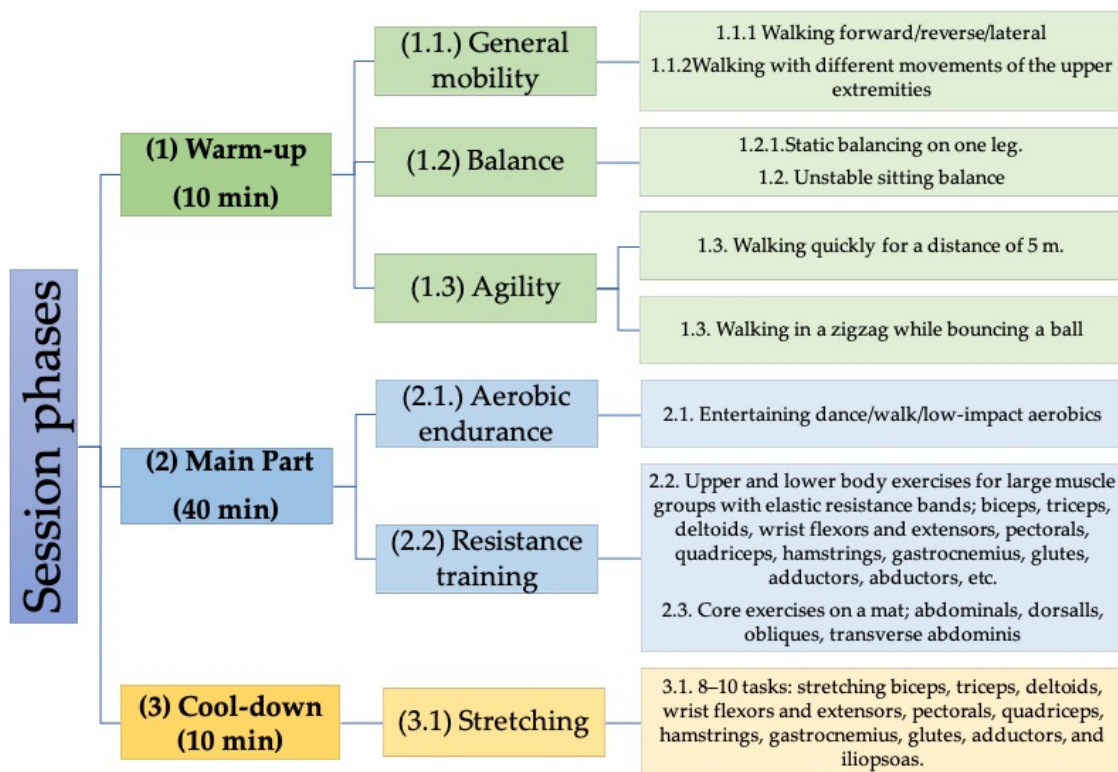 Session phases
(1) Warm-up
(10 min)
(1.1.) General
mobility
1.1.1 Walking forward/reverse/lateral
1.1.2Walking with different movements of the upper
extremities
(1.2) Balance
1.2.1.Static balancing on one leg.
1.2. Unstable sitting balance
(1.3) Agility
1.3. Walking quickly for a distance of 5 m.
1.3. Walking in a zigzag while bouncing a ball
(2) Main Part
(40 min)
(2.1.) Aerobic
endurance
2.1. Entertaining dance/walk/low-impact aerobics
(2.2) Resistance
training
2.2. Upper and lower body exercises for large muscle
groups with elastic resistance bands; biceps, triceps,
deltoids, wrist flexors and extensors, pectorals,
quadriceps, hamstrings, gastrocnemius, glutes,
adductors, abductors, etc.
2.3. Core exercises on a mat; abdominals, dorsalls,
obliques, transverse abdominis
(3) Cool-down
(10 min)
(3.1) Stretching
3.1. 8–10 tasks: stretching biceps, triceps, deltoids,
wrist flexors and extensors, pectorals, quadriceps,
hamstrings, gastrocnemius, glutes, adductors, and
iliopsoas.